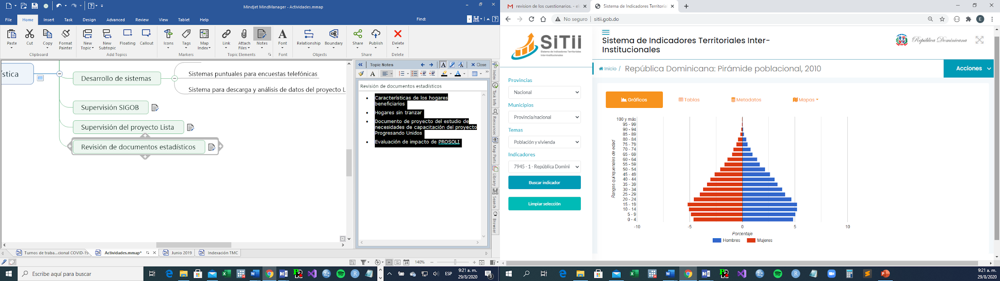 Mindjet MindManager - Actividades.mmap
File Home Insert Task Design Advanced Review View Tablet Help Find:
Paste Cut Copy Format Painter New Topic New Subtopic Floating Callout Icons Tags Map Index Link Attach Files Notes Font Relationship Boundary Share Publish Delete
Clipboard Add Topics Markers Topic Elements Font Objects Share Delete
ística
Desarrollo de sistemas
Sistemas puntuales para encuestas telefónicas
Sistema para descarga y análisis de datos del proyecto L
Supervisión SIGOB
Supervisión del proyecto Lista
Revisión de documentos estadísticos
Topic Notes
Close
Revisión de documentos estadísticos
• Características de los hogares
beneficiarios
• Hogares sin tranzar
• Documento de proyecto del estudio de
necesidades de capacitación del proyecto
Progresando Unidos
• Evaluación de impacto de PROSOLI
Index
Task Info
Resources
Map Parts
Library
Search
Browser
Turnos de traba...cional COVID-19 Actividades.mmap* Junio 2019 Indexación TMC
140%
Escribe aquí para buscar
ESP
9:21 a. m.
29/8/2020
3
revision de los cuestionarios. - el
Sistema de Indicadores Territoria
No seguro | sitii.gob.do
E
SiTii
Sistema de Indicadores Territoriales
Inter-Institucionales
Sistema de Indicadores Territoriales Inter-
Institucionales
República Dominicana
Inicio / República Dominicana: Pirámide poblacional, 2010
Acciones
Provincias
Nacional
Municipios
Provincia/nacional
Temas
Población y vivienda
Indicadores
7945 - 1 - República Domini
Buscar indicador
Limpiar selección
Gráficos Tablas Metadatos Mapas
Rangos quinquenales de edad
100 y más
95 - 99
90 - 94
85 - 89
80 - 84
75 - 79
70 - 74
65 - 69
60 - 64
55 - 59
50 - 54
45 - 49
40 - 44
35 - 39
30 - 34
25 - 29
20 - 24
15 - 19
10 - 14
5 - 9
0 - 4
-10 -5 0 5 10
Porcentaje
Hombres Mujeres
9:21 a. m.
29/8/2020